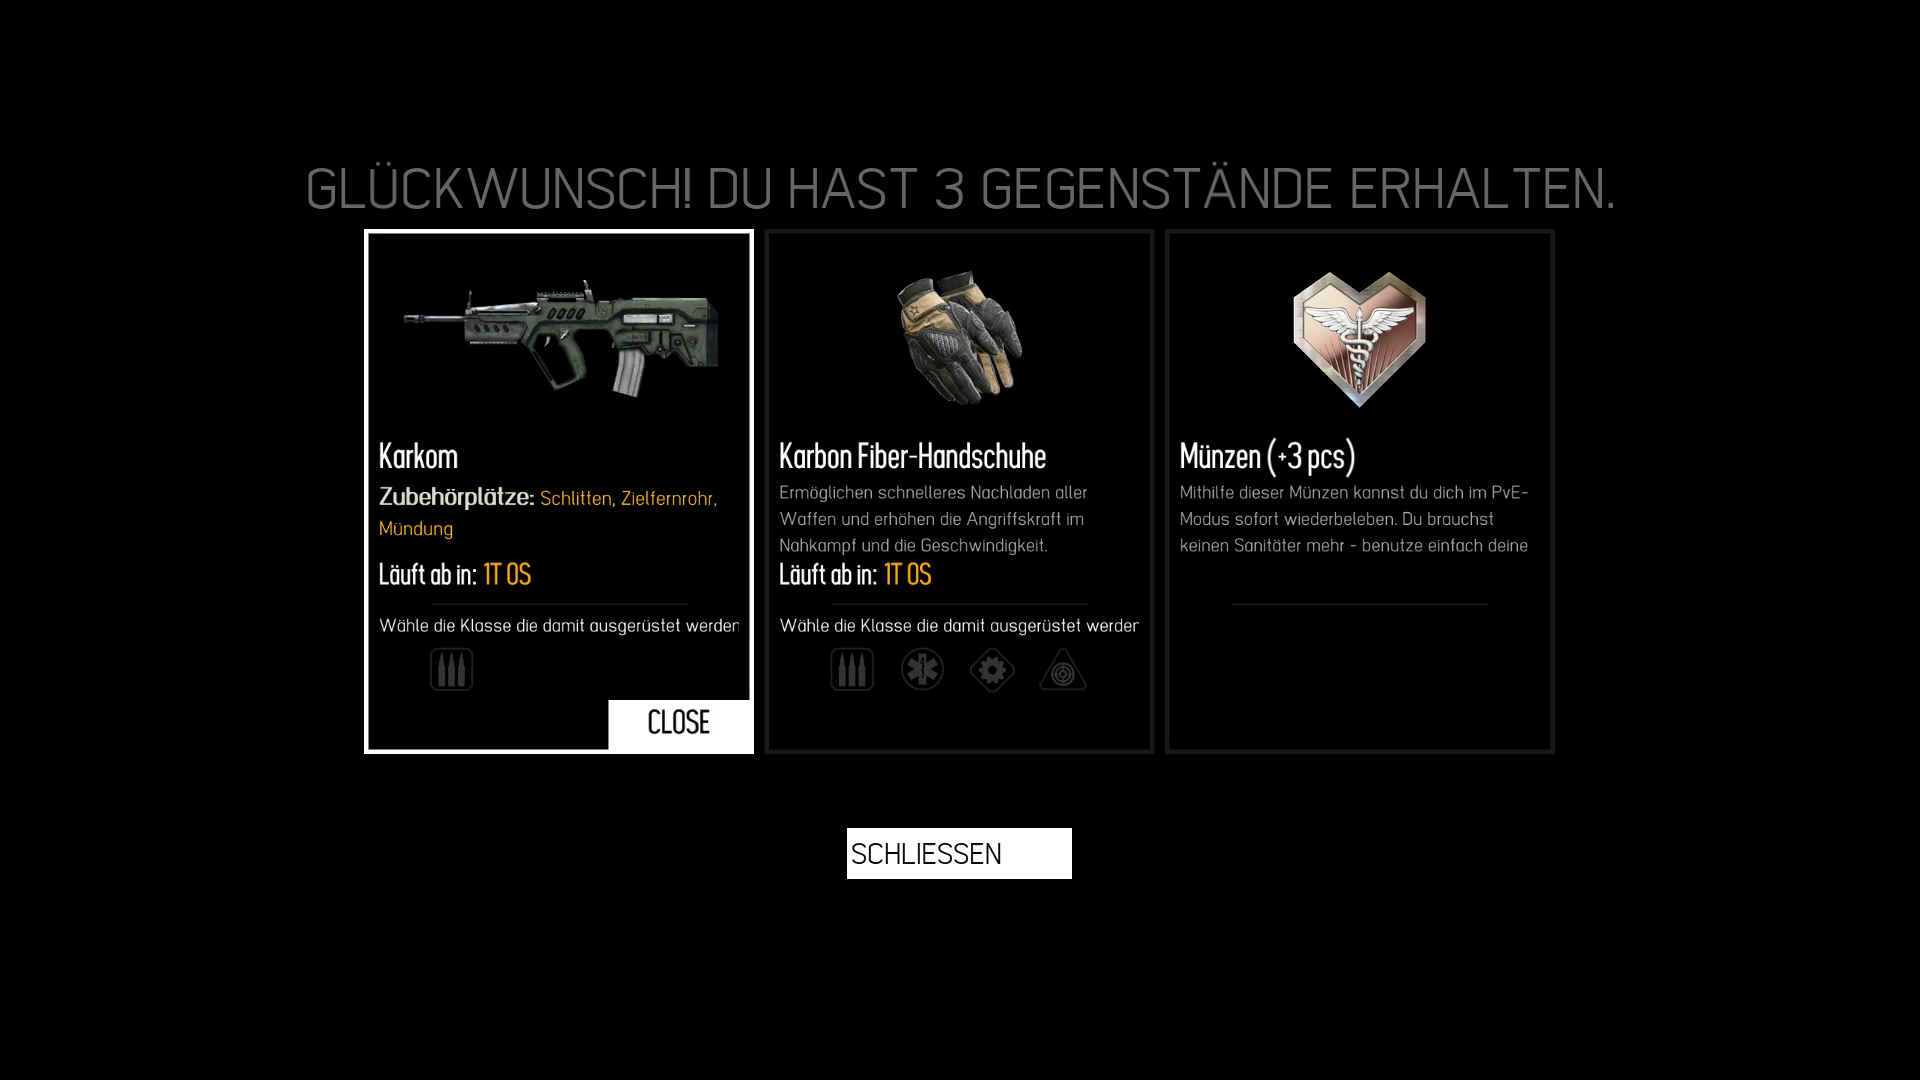 GLÜCKWUNSCH! DU HAST 3 GEGENSTÄNDE ERHALTEN.
Karkom
Zubehörplätze: Schlitten, Zielfernrohr,
Mündung
Läuft ab in: 1T 0S
Wähle die Klasse die damit ausgerüstet werden
CLOSE
Karbon Fiber-Handschuhe
Ermöglichen schnelleres Nachladen aller
Waffen und erhöhen die Angriffskraft im
Nahkampf und die Geschwindigkeit.
Läuft ab in: 1T 0S
Wähle die Klasse die damit ausgerüstet werden
Münzen (+3 pcs)
Mithilfe dieser Münzen kannst du dich im PvE-
Modus sofort wiederbeleben. Du brauchst
keinen Sanitäter mehr - benutze einfach deine
SCHLIESSEN